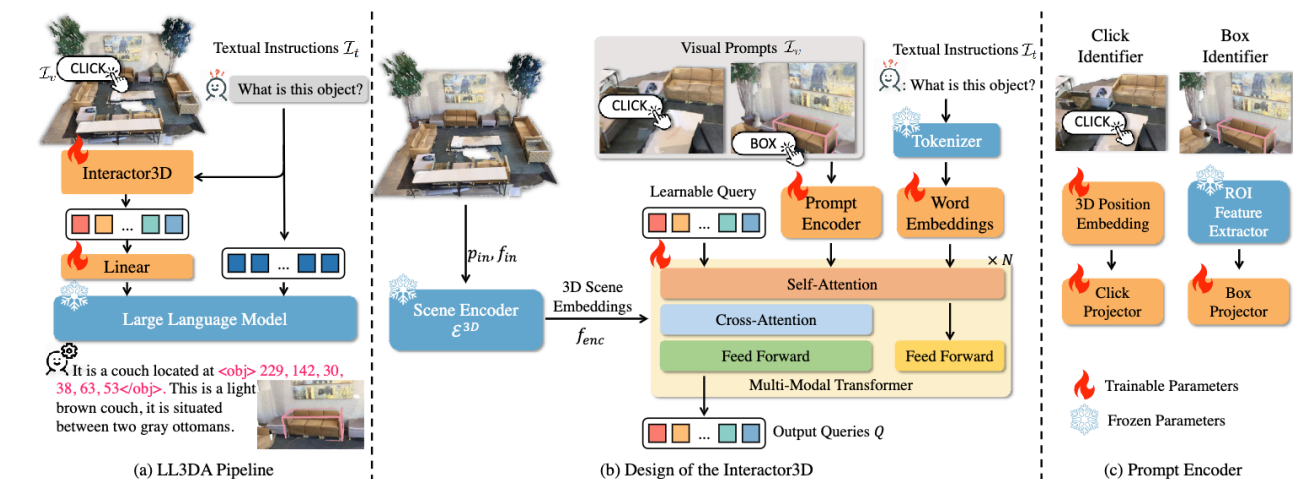 Textual Instructions 𝓘ₜ
𝓘ᵥ
CLICK
What is this object?
Interactor3D
...
Linear
...
Large Language Model
It is a couch located at <obj> 229, 142, 30,
38, 63, 53</obj>. This is a light
brown couch, it is situated
between two gray ottomans.
(a) LL3DA Pipeline
Visual Prompts 𝓘ᵥ
CLICK
BOX
Textual Instructions 𝓘ₜ
: What is this object?
Tokenizer
Learnable Query
...
Prompt
Encoder
Word
Embeddings
× N
pᵢₙ, fᵢₙ
Scene Encoder
𝓔³ᴰ
3D Scene
Embeddings
fₑₙ𝒸
Self-Attention
Cross-Attention
Feed Forward
Feed Forward
Multi-Modal Transformer
...
Output Queries Q
(b) Design of the Interactor3D
Click
Identifier
CLICK
3D Position
Embedding
Click
Projector
Box
Identifier
ROI
Feature
Extractor
Box
Projector
Trainable Parameters
Frozen Parameters
(c) Prompt Encoder